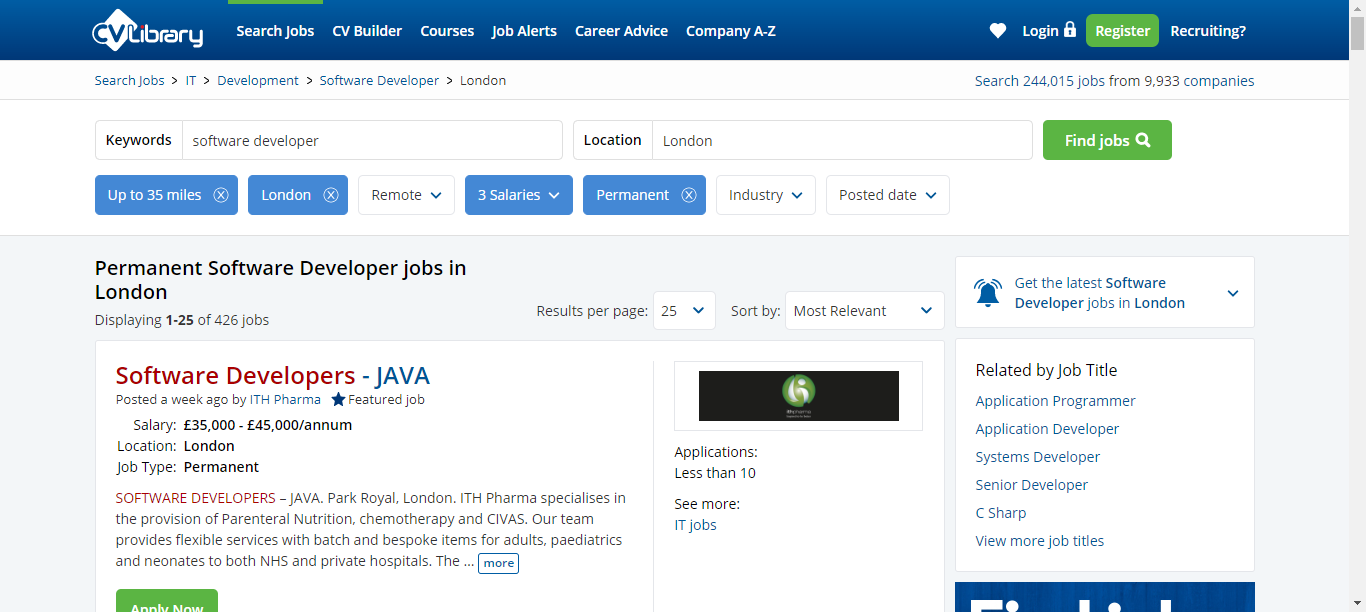 CVLibrary
Search Jobs CV Builder Courses Job Alerts Career Advice Company A-Z Login Register Recruiting?
Search Jobs > IT > Development > Software Developer > London
Search 244,015 jobs from 9,933 companies
Keywords software developer Location London Find jobs
Up to 35 miles London Remote 3 Salaries Permanent Industry Posted date
Permanent Software Developer jobs in
London
Displaying 1-25 of 426 jobs
Results per page: 25 Sort by: Most Relevant
Software Developers - JAVA
Posted a week ago by ITH Pharma Featured job
Salary: £35,000 - £45,000/annum
Location: London
Job Type: Permanent
SOFTWARE DEVELOPERS – JAVA. Park Royal, London. ITH Pharma specialises in
the provision of Parenteral Nutrition, chemotherapy and CIVAS. Our team
provides flexible services with batch and bespoke items for adults, paediatrics
and neonates to both NHS and private hospitals. The ... more
Apply Now
ithpharma
Applications:
Less than 10
See more:
IT jobs
Get the latest Software
Developer jobs in London
Related by Job Title
Application Programmer
Application Developer
Systems Developer
Senior Developer
C Sharp
View more job titles